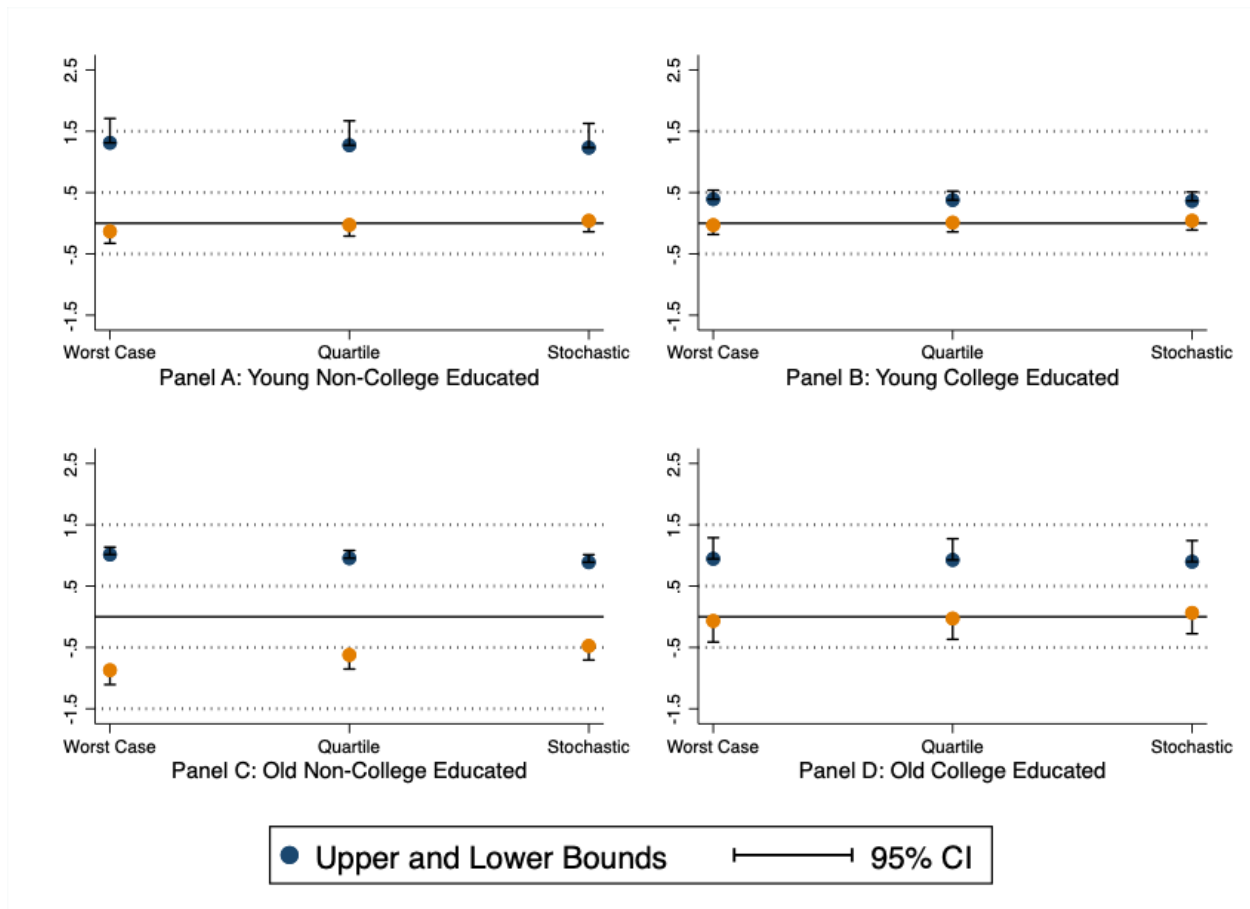 2.5
1.5
.5
-.5
-1.5
Worst Case Quartile Stochastic
Panel A: Young Non-College Educated
2.5
1.5
.5
-.5
-1.5
Worst Case Quartile Stochastic
Panel B: Young College Educated
2.5
1.5
.5
-.5
-1.5
Worst Case Quartile Stochastic
Panel C: Old Non-College Educated
2.5
1.5
.5
-.5
-1.5
Worst Case Quartile Stochastic
Panel D: Old College Educated
Upper and Lower Bounds 95% CI